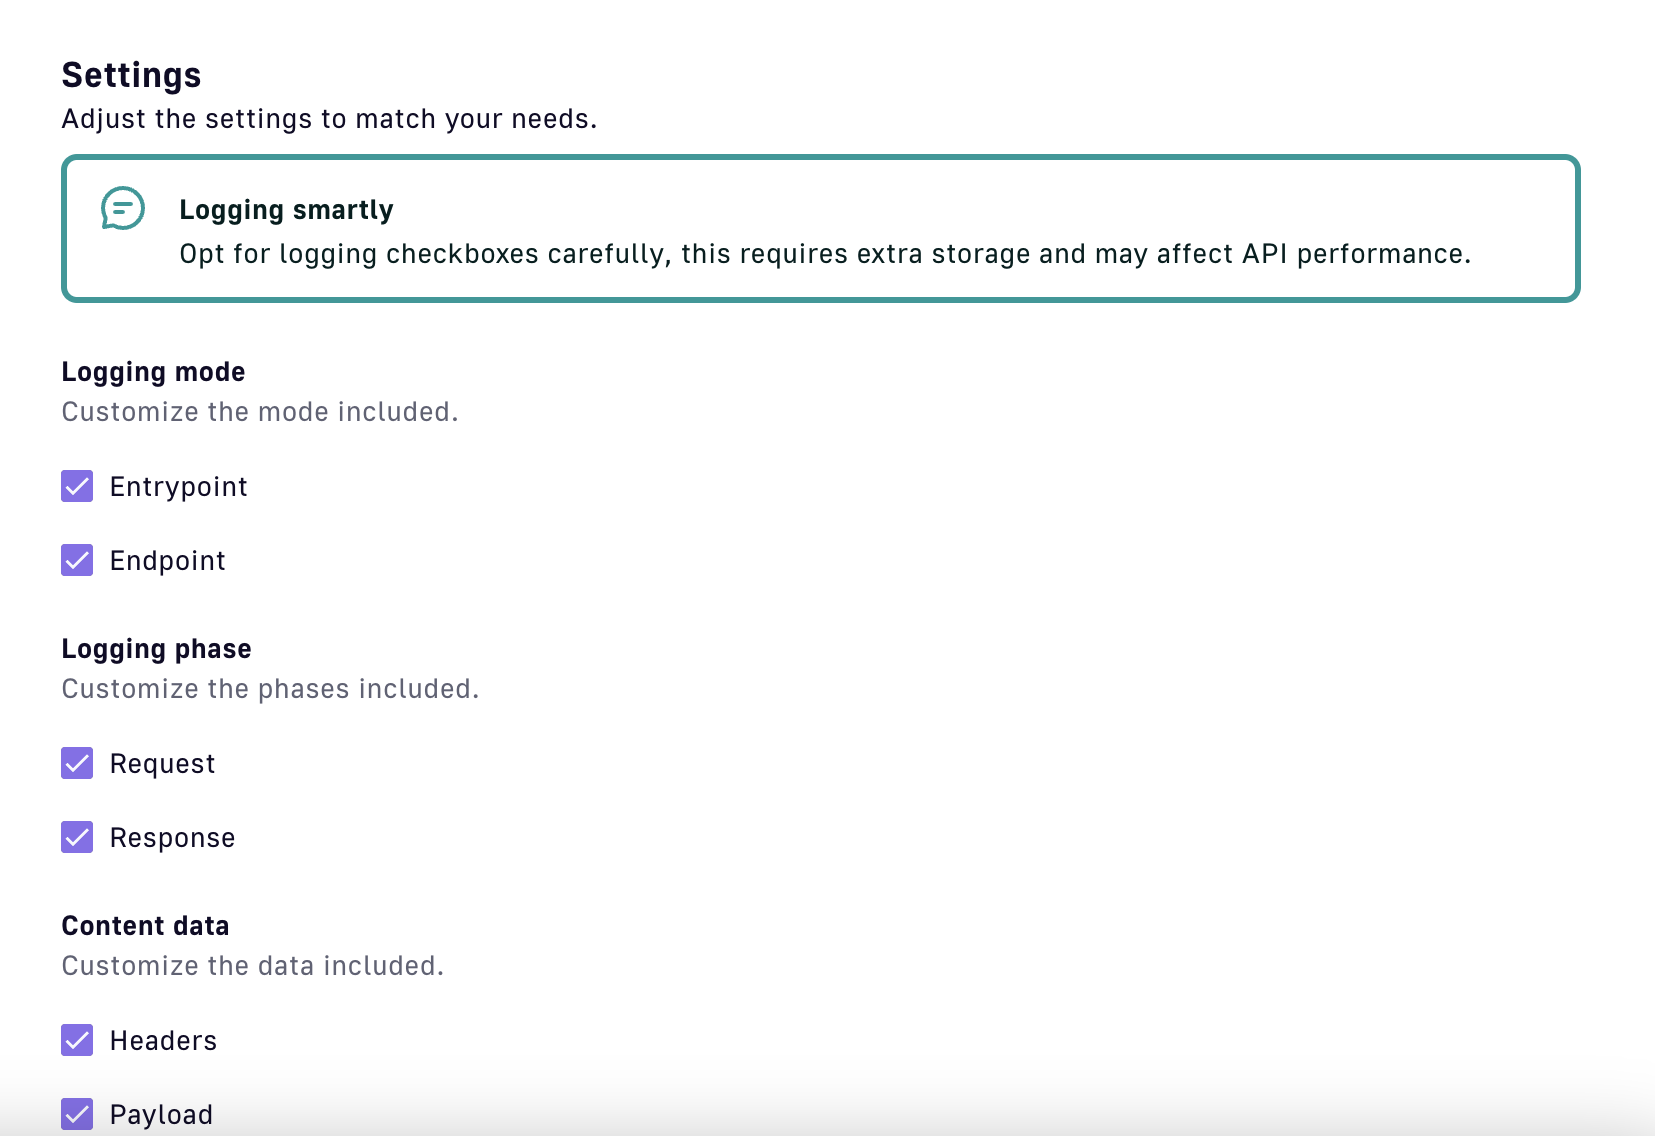 Settings
Adjust the settings to match your needs.
Logging smartly
Opt for logging checkboxes carefully, this requires extra storage and may affect API performance.
Logging mode
Customize the mode included.
Entrypoint
Endpoint
Logging phase
Customize the phases included.
Request
Response
Content data
Customize the data included.
Headers
Payload